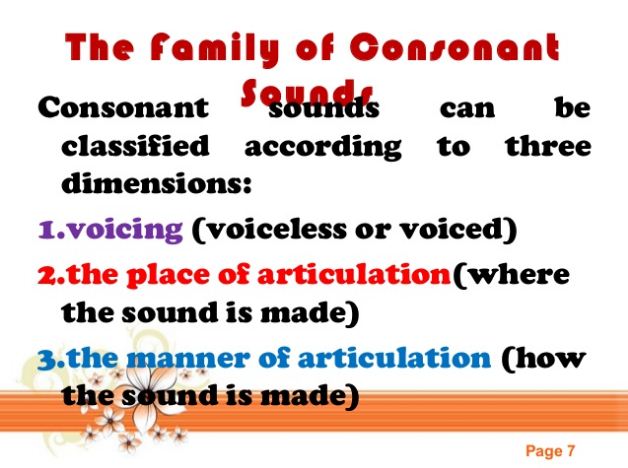 The Family of Consonant
Sounds
Consonant sounds can be
classified according to three
dimensions:
1.voicing (voiceless or voiced)
2.the place of articulation(where
the sound is made)
3.the manner of articulation (how
the sound is made)
Page 7